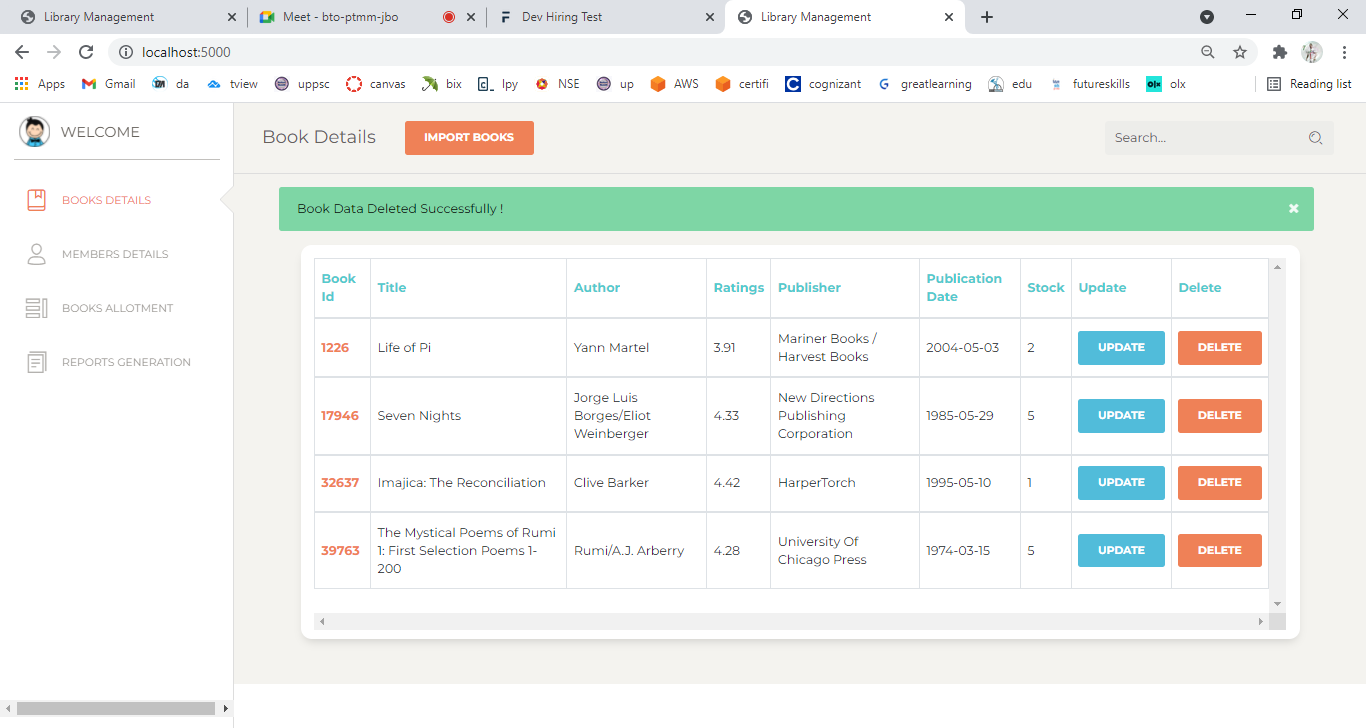 Library Management
Meet - bto-ptmm-jbo
Dev Hiring Test
Library Management
localhost:5000
Apps
Gmail
da
tview
uppsc
canvas
bix
lpy
NSE
up
AWS
certifi
cognizant
greatlearning
edu
futureskills
olx
Reading list
WELCOME
BOOKS DETAILS
MEMBERS DETAILS
BOOKS ALLOTMENT
REPORTS GENERATION
Book Details
IMPORT BOOKS
Search...
Book Data Deleted Successfully !
Book
Id
Title
Author
Ratings
Publisher
Publication
Date
Stock
Update
Delete
1226
Life of Pi
Yann Martel
3.91
Mariner Books /
Harvest Books
2004-05-03
2
UPDATE
DELETE
17946
Seven Nights
Jorge Luis
Borges/Eliot
Weinberger
4.33
New Directions
Publishing
Corporation
1985-05-29
5
UPDATE
DELETE
32637
Imajica: The Reconciliation
Clive Barker
4.42
HarperTorch
1995-05-10
1
UPDATE
DELETE
39763
The Mystical Poems of Rumi
1: First Selection Poems 1-
200
Rumi/A.J. Arberry
4.28
University Of
Chicago Press
1974-03-15
5
UPDATE
DELETE